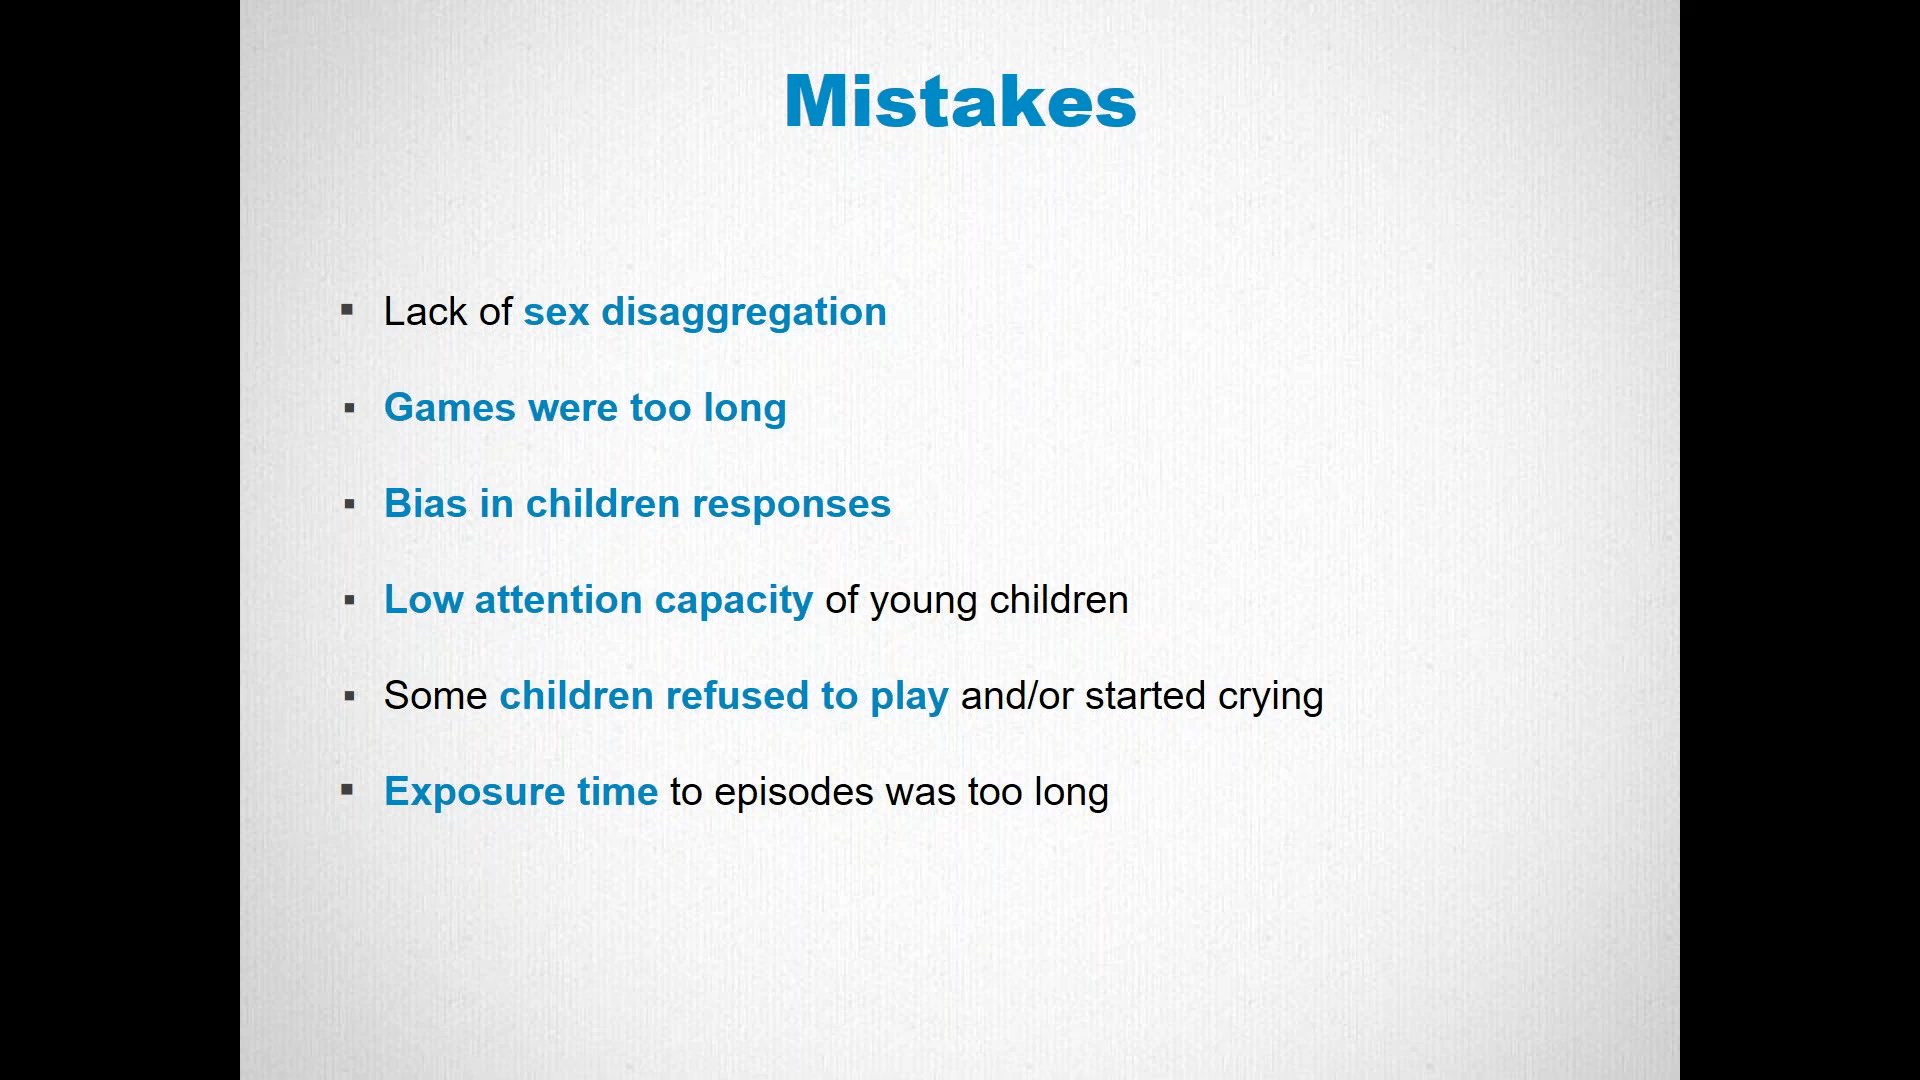 Mistakes
▪ Lack of sex disaggregation
▪ Games were too long
▪ Bias in children responses
▪ Low attention capacity of young children
▪ Some children refused to play and/or started crying
▪ Exposure time to episodes was too long